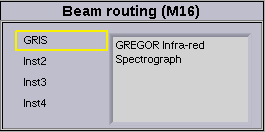 Beam routing (M16)
GRIS
Inst2
Inst3
Inst4
GREGOR Infra-red
Spectrograph